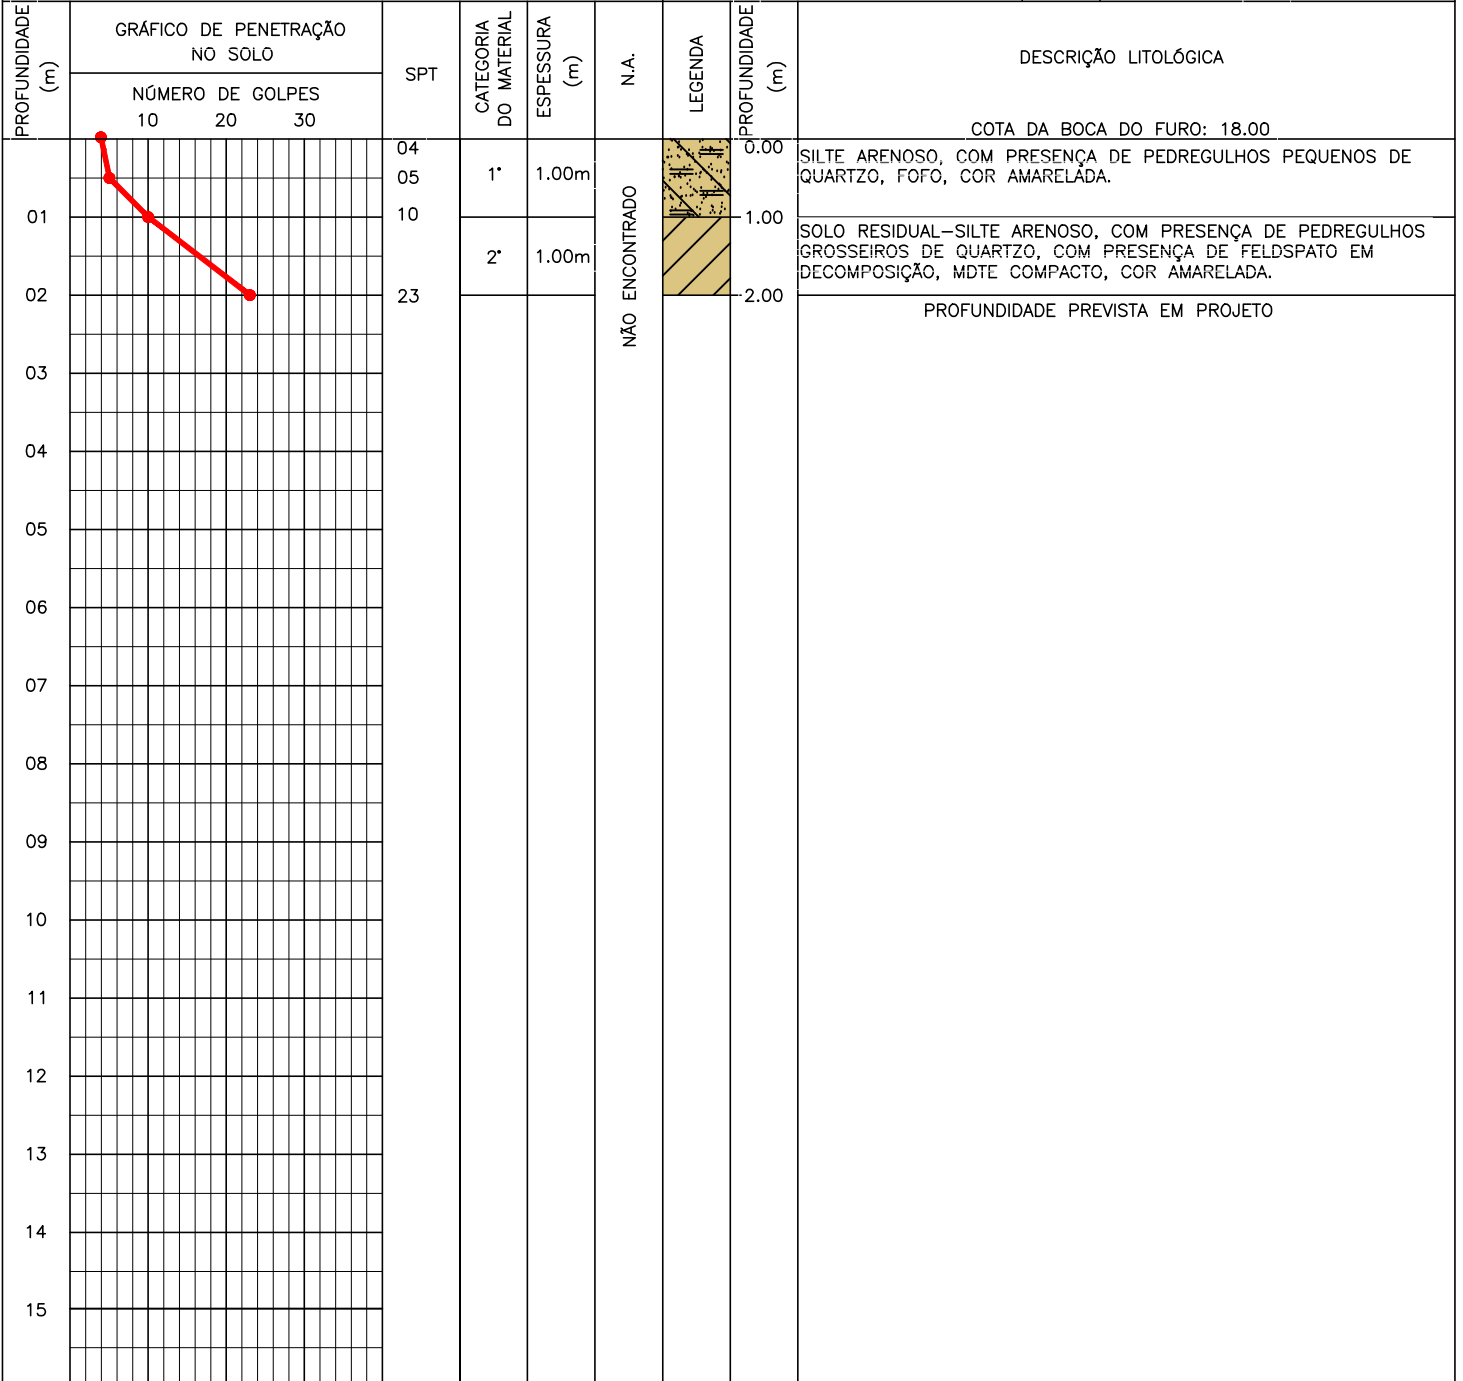 PROFUNDIDADE
(m)
GRÁFICO DE PENETRAÇÃO
NO SOLO
NÚMERO DE GOLPES
10 20 30
SPT
CATEGORIA
DO MATERIAL
ESPESSURA
(m)
N.A.
LEGENDA
PROFUNDIDADE
(m)
DESCRIÇÃO LITOLÓGICA
COTA DA BOCA DO FURO: 18.00
04
05
10
23
1°
1.00m
2°
1.00m
NÃO ENCONTRADO
0.00
1.00
2.00
SILTE ARENOSO, COM PRESENÇA DE PEDREGULHOS PEQUENOS DE
QUARTZO, FOFO, COR AMARELADA.
SOLO RESIDUAL-SILTE ARENOSO, COM PRESENÇA DE PEDREGULHOS
GROSSEIROS DE QUARTZO, COM PRESENÇA DE FELDSPATO EM
DECOMPOSIÇÃO, MDTE COMPACTO, COR AMARELADA.
PROFUNDIDADE PREVISTA EM PROJETO
01
02
03
04
05
06
07
08
09
10
11
12
13
14
15